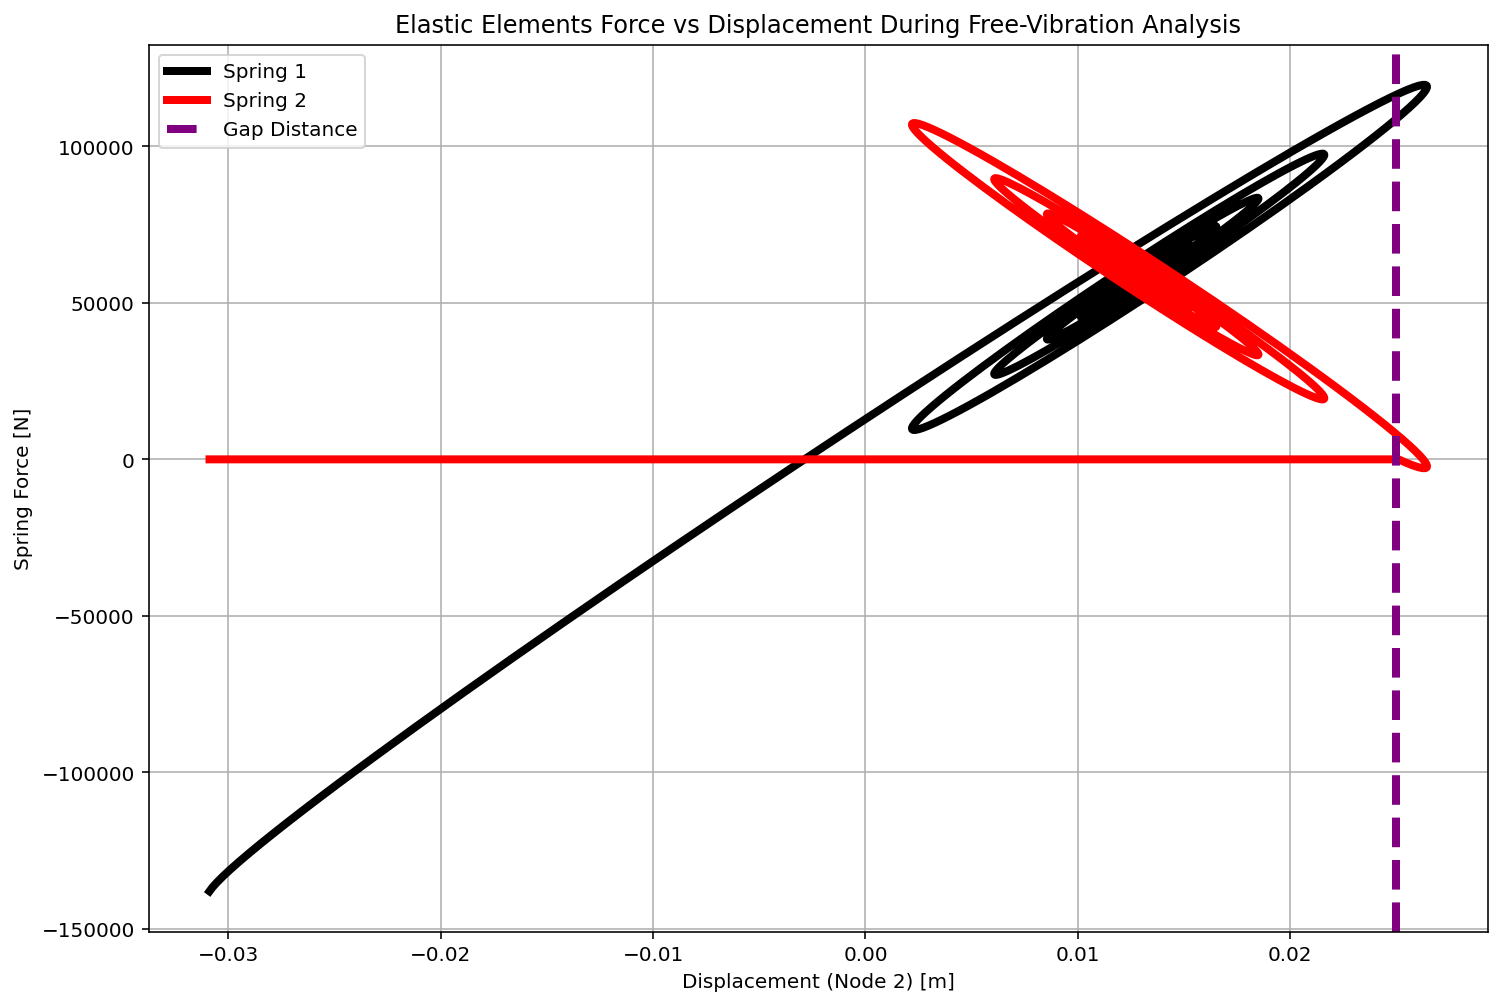 Elastic Elements Force vs Displacement During Free-Vibration Analysis
Spring 1
Spring 2
Gap Distance
100000
50000
0
−50000
−100000
−150000
Spring Force [N]
−0.03
−0.02
−0.01
0.00
0.01
0.02
Displacement (Node 2) [m]